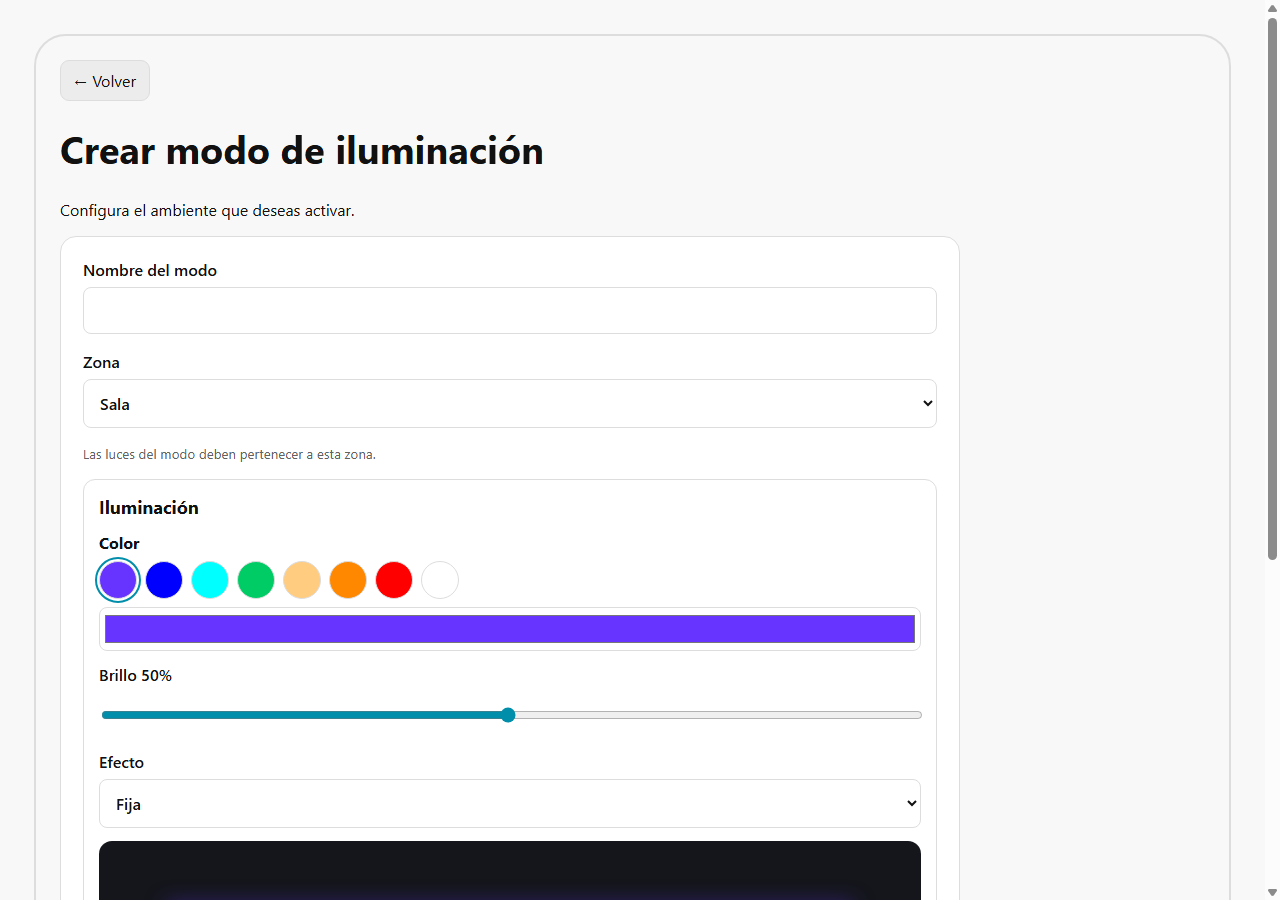 ← Volver
Crear modo de iluminación
Configura el ambiente que deseas activar.
Nombre del modo
Zona
Sala
Las luces del modo deben pertenecer a esta zona.
Iluminación
Color
Brillo 50%
Efecto
Fija